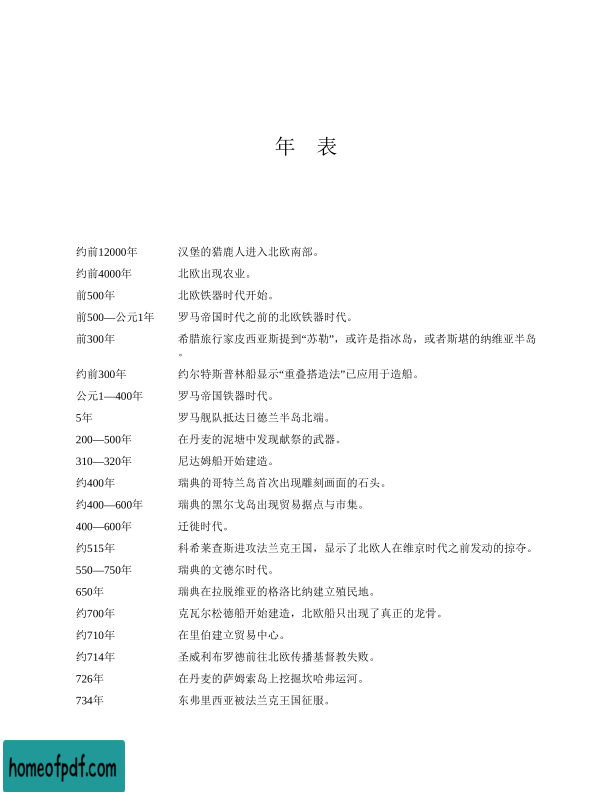 年 表
约前12000年 汉堡的猎鹿人进入北欧南部。
约前4000年 北欧出现农业。
前500年 北欧铁器时代开始。
前500—公元1年 罗马帝国时代之前的北欧铁器时代。
前300年 希腊旅行家皮西亚斯提到“苏勒”，或许是指冰岛，或者斯堪的纳维亚半岛
。
约前300年 约尔特斯普林船显示“重叠搭造法”已应用于造船。
公元1—400年 罗马帝国铁器时代。
5年 罗马舰队抵达日德兰半岛北端。
200—500年 在丹麦的泥塘中发现献祭的武器。
310—320年 尼达姆船开始建造。
约400年 瑞典的哥特兰岛首次出现雕刻画面的石头。
约400—600年 瑞典的黑尔戈岛出现贸易据点与市集。
400—600年 迁徙时代。
约515年 科希莱查斯进攻法兰克王国，显示了北欧人在维京时代之前发动的掠夺。
550—750年 瑞典的文德尔时代。
650年 瑞典在拉脱维亚的格洛比纳建立殖民地。
约700年 克瓦尔松德船开始建造，北欧船只出现了真正的龙骨。
约710年 在里伯建立贸易中心。
约714年 圣威利布罗德前往北欧传播基督教失败。
726年 在丹麦的萨姆索岛上挖掘坎哈弗运河。
734年 东弗里西亚被法兰克王国征服。
homeofpdf.com